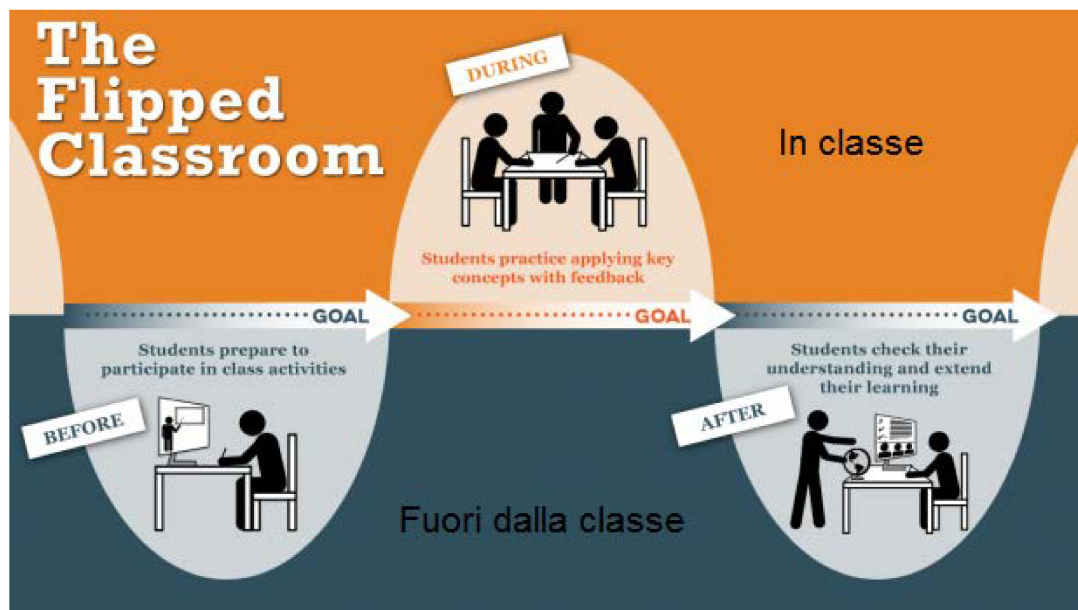 The
Flipped
Classroom
DURING
In classe
Students practice applying key
concepts with feedback
GOAL
GOAL
GOAL
Students prepare to
participate in class activities
BEFORE
Students check their
understanding and extend
their learning
AFTER
Fuori dalla classe